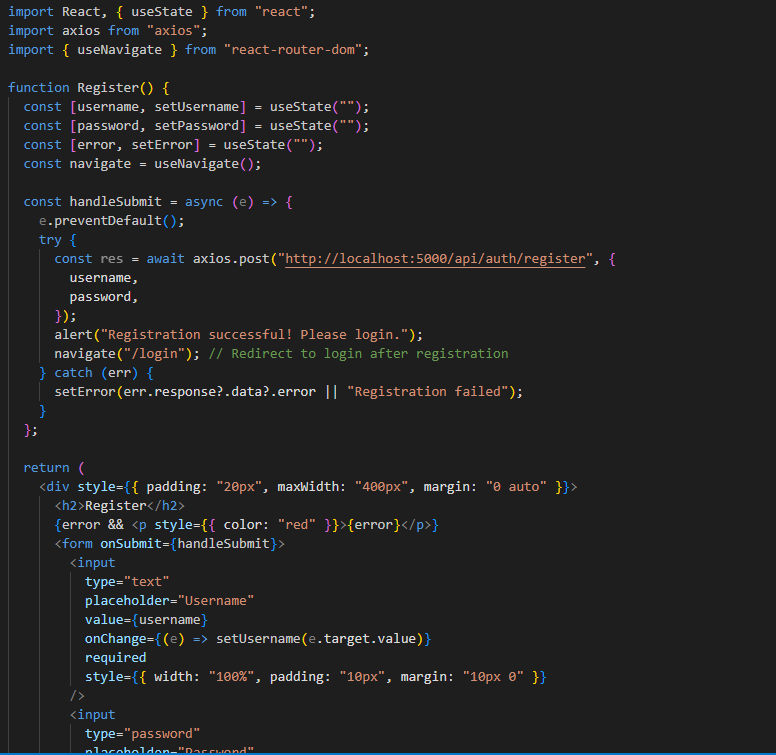 import React, { useState } from "react";
import axios from "axios";
import { useNavigate } from "react-router-dom";

function Register() {
  const [username, setUsername] = useState("");
  const [password, setPassword] = useState("");
  const [error, setError] = useState("");
  const navigate = useNavigate();

  const handleSubmit = async (e) => {
    e.preventDefault();
    try {
      const res = await axios.post("http://localhost:5000/api/auth/register", {
        username,
        password,
      });
      alert("Registration successful! Please login.");
      navigate("/login"); // Redirect to login after registration
    } catch (err) {
      setError(err.response?.data?.error || "Registration failed");
    }
  };

  return (
    <div style={{ padding: "20px", maxWidth: "400px", margin: "0 auto" }}>
      <h2>Register</h2>
      {error && <p style={{ color: "red" }}>{error}</p>}
      <form onSubmit={handleSubmit}>
        <input
          type="text"
          placeholder="Username"
          value={username}
          onChange={(e) => setUsername(e.target.value)}
          required
          style={{ width: "100%", padding: "10px", margin: "10px 0" }}
        />
        <input
          type="password"
          placeholder="Password"